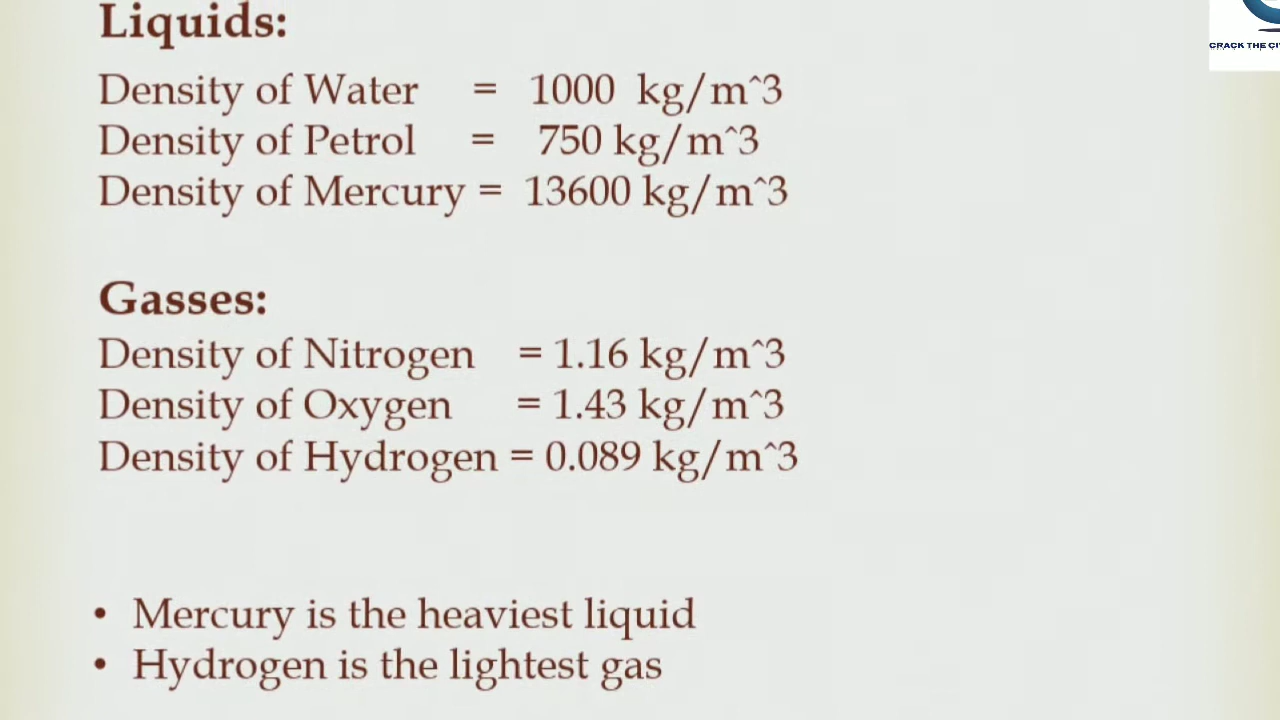 Liquids:
CRACK THE CI
Density of Water = 1000 kg/m^3
Density of Petrol = 750 kg/m^3
Density of Mercury = 13600 kg/m^3
Gasses:
Density of Nitrogen = 1.16 kg/m^3
Density of Oxygen = 1.43 kg/m^3
Density of Hydrogen = 0.089 kg/m^3
• Mercury is the heaviest liquid
• Hydrogen is the lightest gas